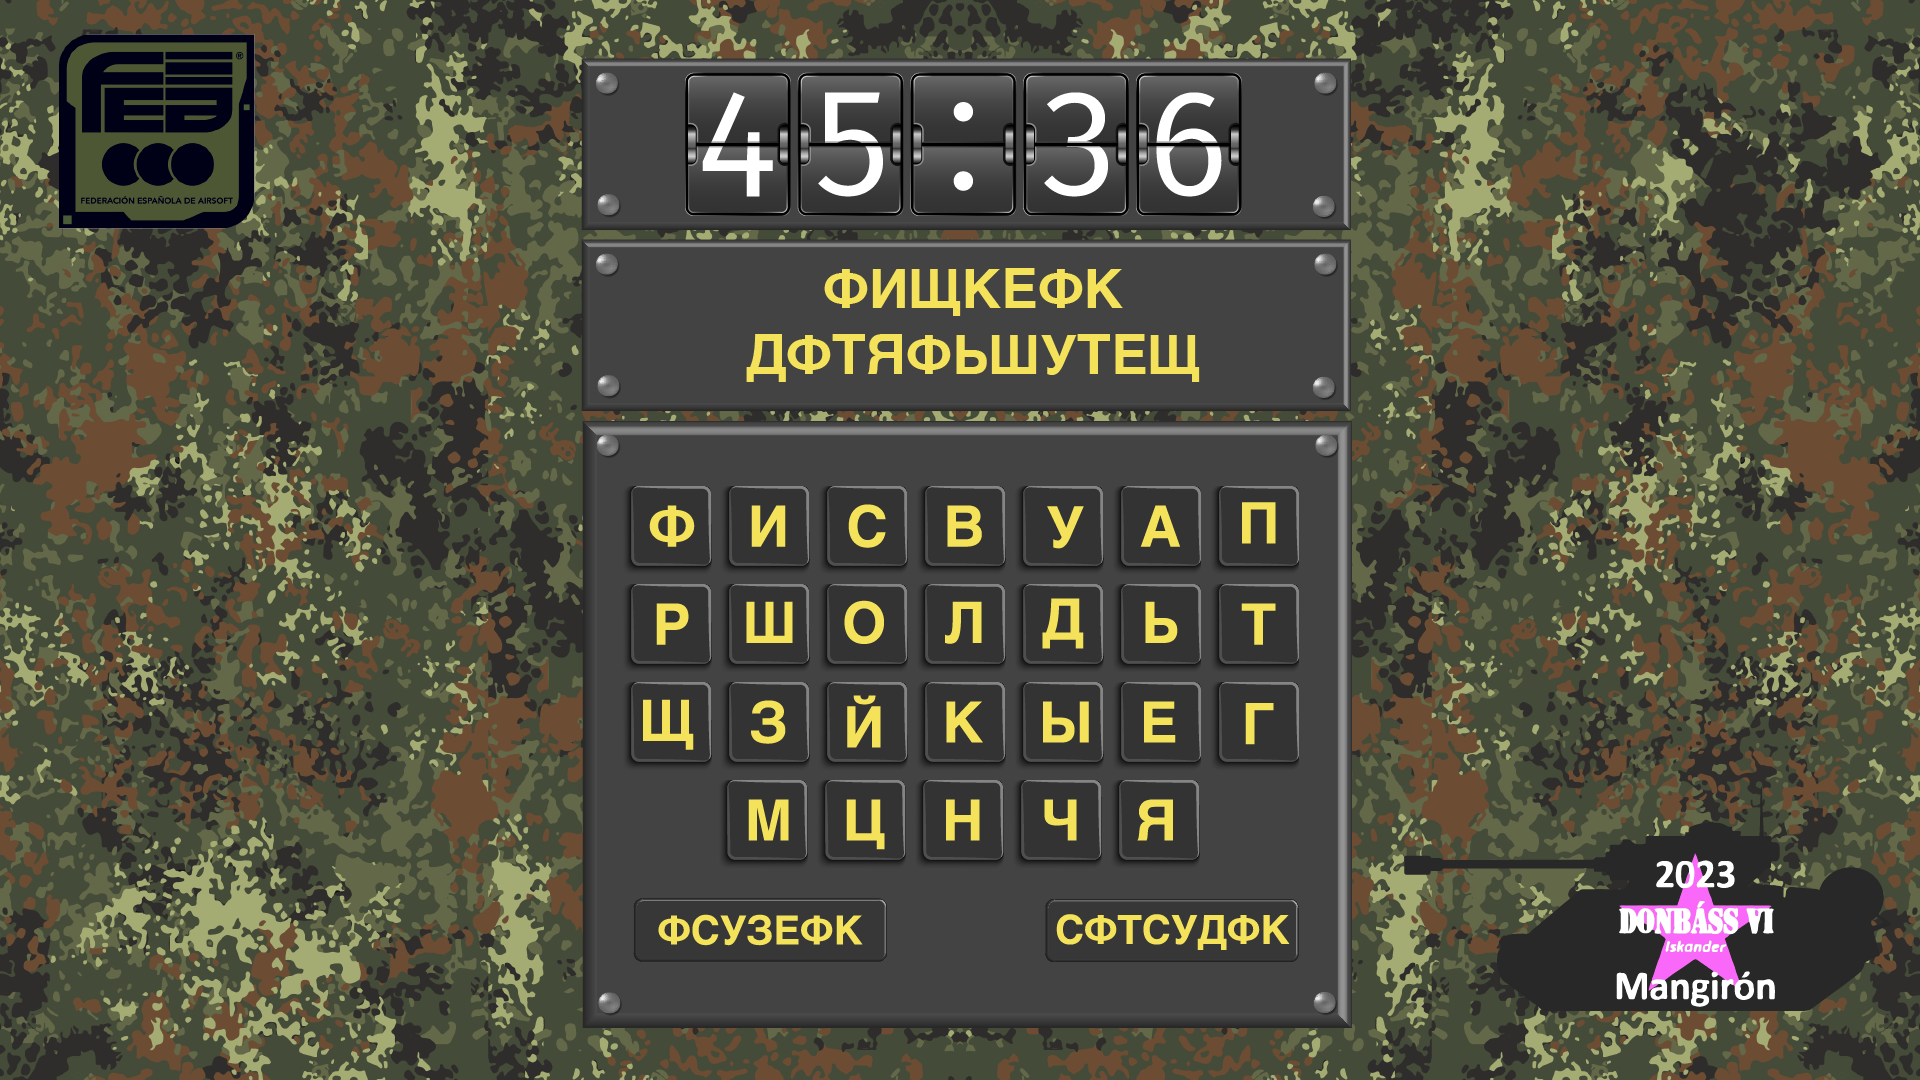 FEDERACIÓN ESPAÑOLA DE AIRSOFT
45:36
ФИЩКЕФК
ДФТЯФЬШУТЕЩ
Ф И С В У А П
Р Ш О Л Д Ь Т
Щ З Й К Ы Е Г
М Ц Н Ч Я
ФСУЗЕФК
СФТСУДФК
2023
DONBÁSS VI
Iskander
Mangirón